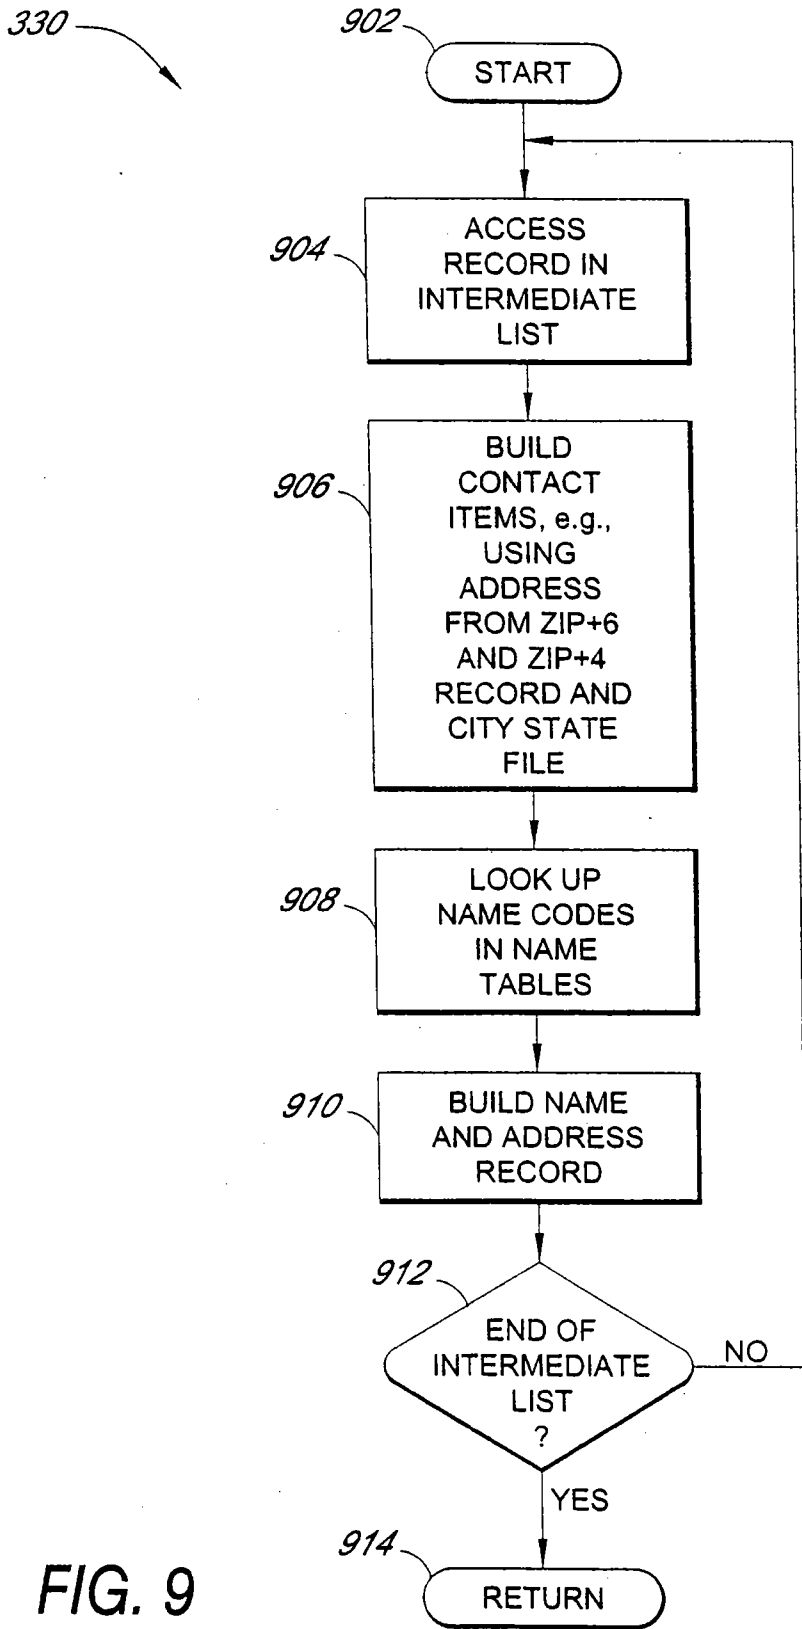 330
902
START
904
ACCESS
RECORD IN
INTERMEDIATE
LIST
906
BUILD
CONTACT
ITEMS, e.g.,
USING
ADDRESS
FROM ZIP+6
AND ZIP+4
RECORD AND
CITY STATE
FILE
908
LOOK UP
NAME CODES
IN NAME
TABLES
910
BUILD NAME
AND ADDRESS
RECORD
912
END OF
INTERMEDIATE
LIST
?
NO
YES
914
RETURN
FIG. 9